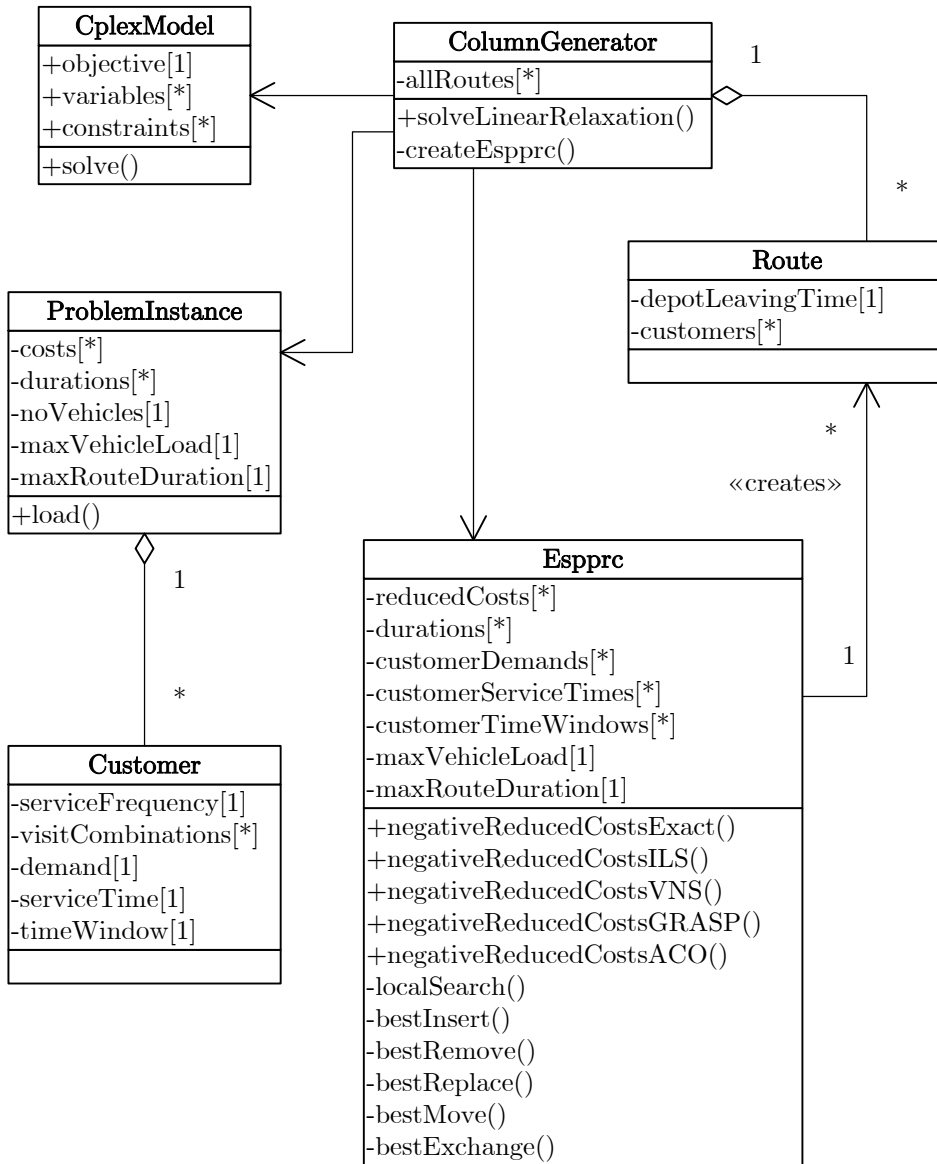 CplexModel
+objective[1]
+variables[*]
+constraints[*]
+solve()
ColumnGenerator
-allRoutes[*]
+solveLinearRelaxation()
-createEspprc()
1
*
Route
-depotLeavingTime[1]
-customers[*]
ProblemInstance
-costs[*]
-durations[*]
-noVehicles[1]
-maxVehicleLoad[1]
-maxRouteDuration[1]
+load()
*
«creates»
1
1
*
Customer
-serviceFrequency[1]
-visitCombinations[*]
-demand[1]
-serviceTime[1]
-timeWindow[1]
Espprc
-reducedCosts[*]
-durations[*]
-customerDemands[*]
-customerServiceTimes[*]
-customerTimeWindows[*]
-maxVehicleLoad[1]
-maxRouteDuration[1]
+negativeReducedCostsExact()
+negativeReducedCostsILS()
+negativeReducedCostsVNS()
+negativeReducedCostsGRASP()
+negativeReducedCostsACO()
-localSearch()
-bestInsert()
-bestRemove()
-bestReplace()
-bestMove()
-bestExchange()